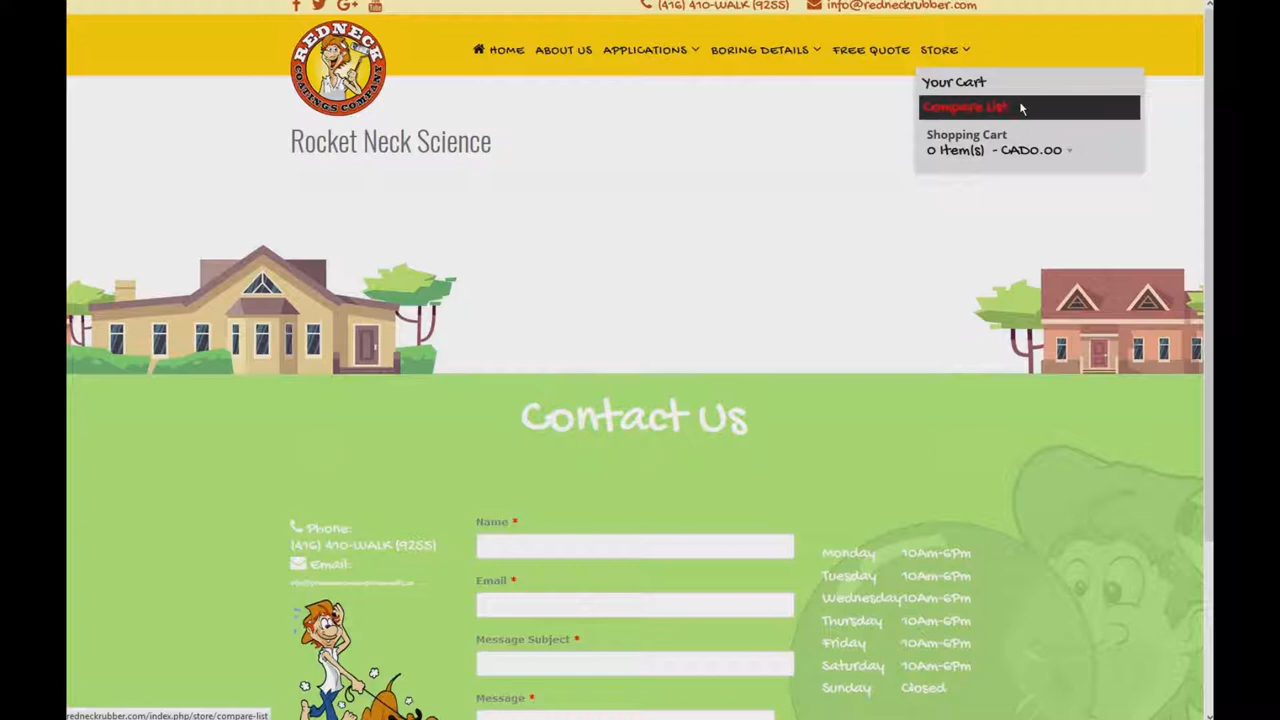 (416) 410-WALK (9255) info@redneckrubber.com
REDNECK
COATINGS COMPANY
HOME ABOUT US APPLICATIONS BORING DETAILS FREE QUOTE STORE
Your Cart
Compare List
Shopping Cart
0 Item(s) - CAD0.00
Rocket Neck Science
Contact Us
Phone:
(416) 410-WALK (9255)
Email:
Name *
Email *
Message Subject *
Message *
Monday 10Am-6Pm
Tuesday 10Am-6Pm
Wednesday 10Am-6Pm
Thursday 10Am-6Pm
Friday 10Am-6Pm
Saturday 10Am-6Pm
Sunday Closed
redneckrubber.com/index.php/store/compare-list